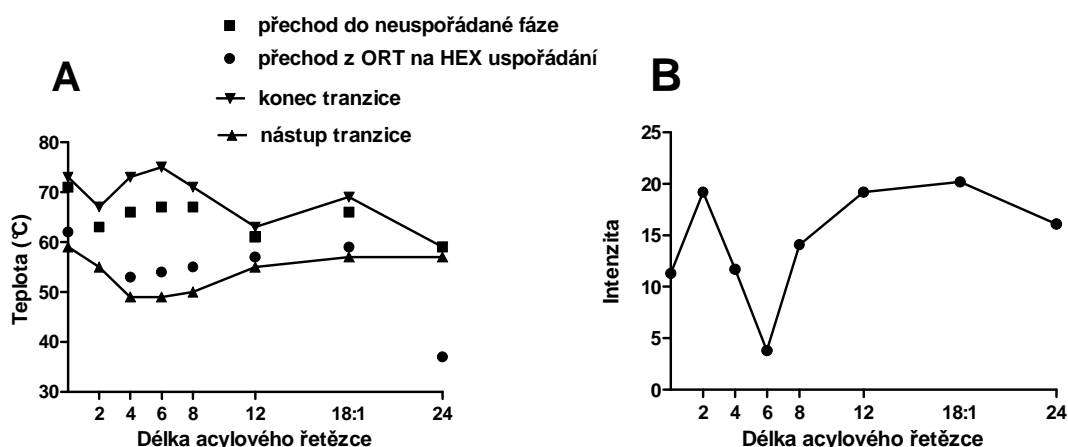 přechod do neuspořádané fáze
přechod z ORT na HEX uspořádání
konec tranzice
nástup tranzice
A
80
70
60
50
40
30
Teplota (°C)
2 4 6 8 12 18:1 24
Délka acylového řetězce
B
25
20
15
10
5
0
Intenzita
2 4 6 8 12 18:1 24
Délka acylového řetězce